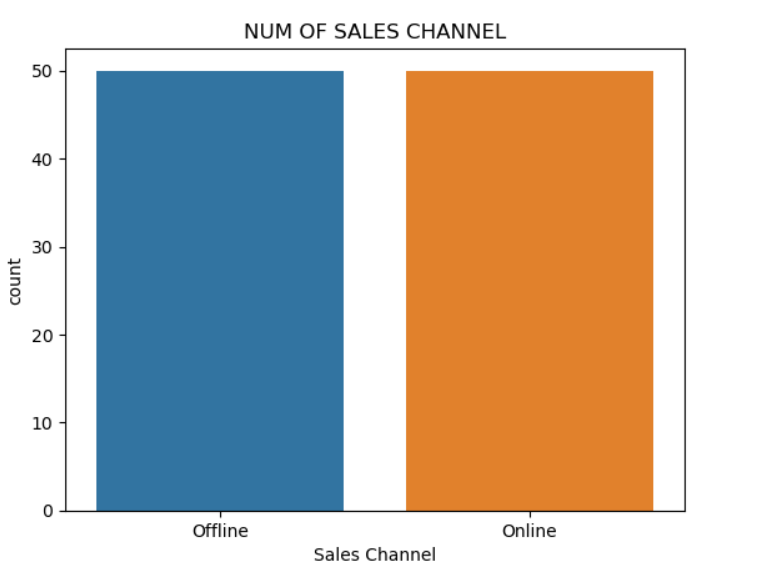 NUM OF SALES CHANNEL
count
50
40
30
20
10
0
Offline Online
Sales Channel